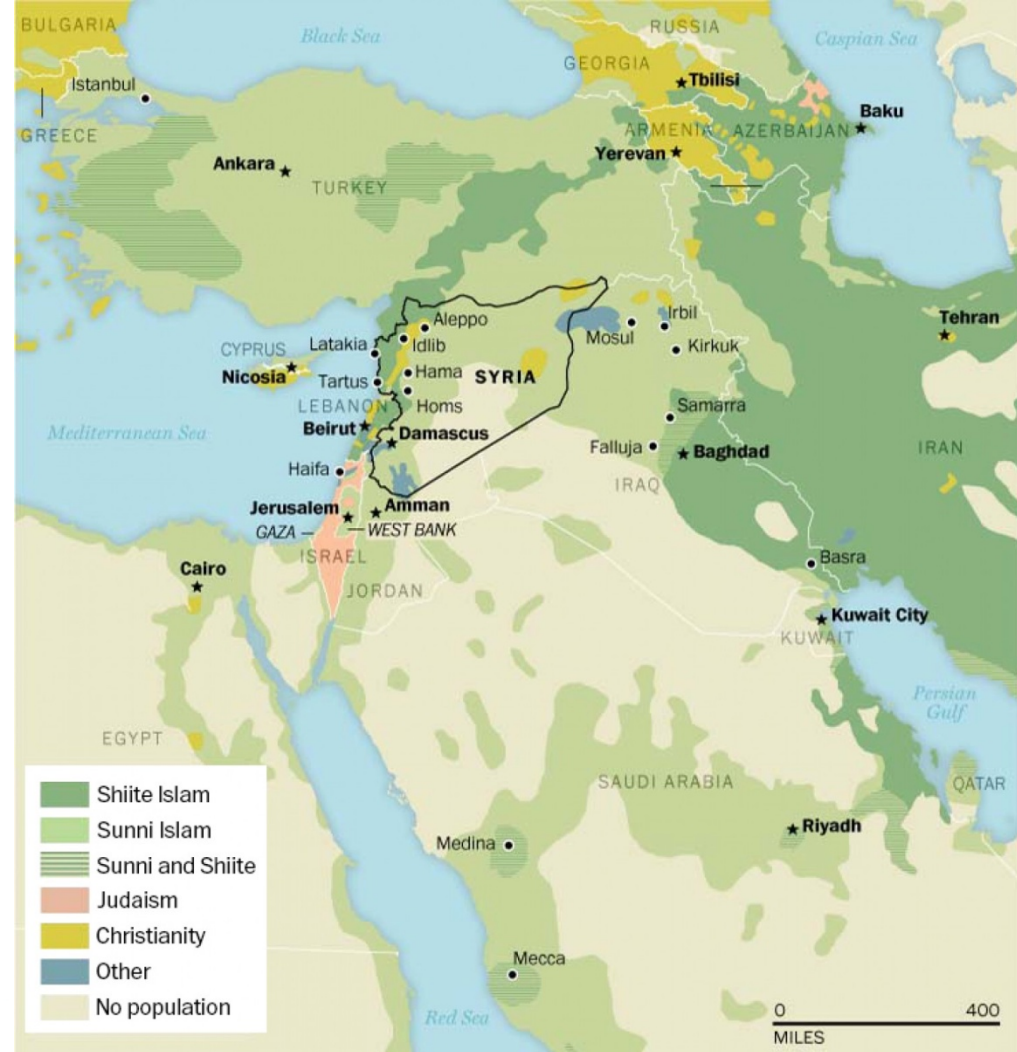 BULGARIA
Black Sea
RUSSIA
Caspian Sea
GEORGIA
Istanbul
Tbilisi
Baku
GREECE
ARMENIA
AZERBAIJAN
Ankara
Yerevan
TURKEY
Aleppo
Irbil
Tehran
Latakia
Idlib
Mosul
Kirkuk
CYPRUS
Nicosia
Tartus
Hama
SYRIA
LEBANON
Homs
Samarra
Mediterranean Sea
Beirut
Damascus
Falluja
Baghdad
IRAN
Haifa
IRAQ
Jerusalem
Amman
GAZA
WEST BANK
ISRAEL
Basra
Cairo
JORDAN
Kuwait City
KUWAIT
Persian
Gulf
EGYPT
SAUDI ARABIA
QATAR
Shiite Islam
Sunni Islam
Sunni and Shiite
Judaism
Christianity
Other
No population
Riyadh
Medina
Mecca
Red Sea
0 400
MILES